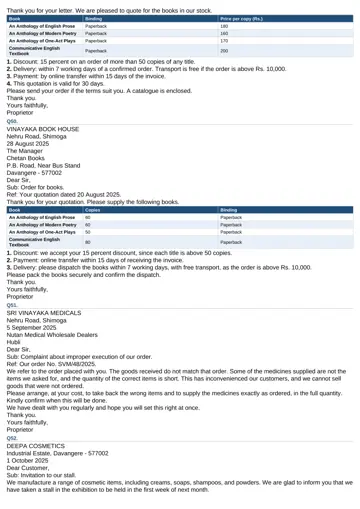 Thank you for your letter. We are pleased to quote for the books in our stock.
Book Binding Price per copy (Rs.)
An Anthology of English Prose Paperback 180
An Anthology of Modern Poetry Paperback 160
An Anthology of One-Act Plays Paperback 170
Communicative English Textbook Paperback 200
1. Discount: 15 percent on an order of more than 50 copies of any title.
2. Delivery: within 7 working days of a confirmed order. Transport is free if the order is above Rs. 10,000.
3. Payment: by online transfer within 15 days of the invoice.
4. This quotation is valid for 30 days.
Please send your order if the terms suit you. A catalogue is enclosed.
Thank you.
Yours faithfully,
Proprietor
Q50.
VINAYAKA BOOK HOUSE
Nehru Road, Shimoga
28 August 2025
The Manager
Chetan Books
P.B. Road, Near Bus Stand
Davangere - 577002
Dear Sir,
Sub: Order for books.
Ref: Your quotation dated 20 August 2025.
Thank you for your quotation. Please supply the following books.
Book Copies Binding
An Anthology of English Prose 60 Paperback
An Anthology of Modern Poetry 60 Paperback
An Anthology of One-Act Plays 50 Paperback
Communicative English Textbook 80 Paperback
1. Discount: we accept your 15 percent discount, since each title is above 50 copies.
2. Payment: online transfer within 15 days of receiving the invoice.
3. Delivery: please dispatch the books within 7 working days, with free transport, as the order is above Rs. 10,000.
Please pack the books securely and confirm the dispatch.
Thank you.
Yours faithfully,
Proprietor
Q51.
SRI VINAYAKA MEDICALS
Nehru Road, Shimoga
5 September 2025
Nutan Medical Wholesale Dealers
Hubli
Dear Sir,
Sub: Complaint about improper execution of our order.
Ref: Our order No. SVM/48/2025.
We refer to the order placed with you. The goods received do not match that order. Some of the medicines supplied are not the
items we asked for, and the quantity of the correct items is short. This has inconvenienced our customers, and we cannot sell
goods that were not ordered.
Please arrange, at your cost, to take back the wrong items and to supply the medicines exactly as ordered, in the full quantity.
Kindly confirm when this will be done.
We have dealt with you regularly and hope you will set this right at once.
Thank you.
Yours faithfully,
Proprietor
Q52.
DEEPA COSMETICS
Industrial Estate, Davangere - 577002
1 October 2025
Dear Customer,
Sub: Invitation to our stall.
We manufacture a range of cosmetic items, including creams, soaps, shampoos, and powders. We are glad to inform you that we
have taken a stall in the exhibition to be held in the first week of next month.